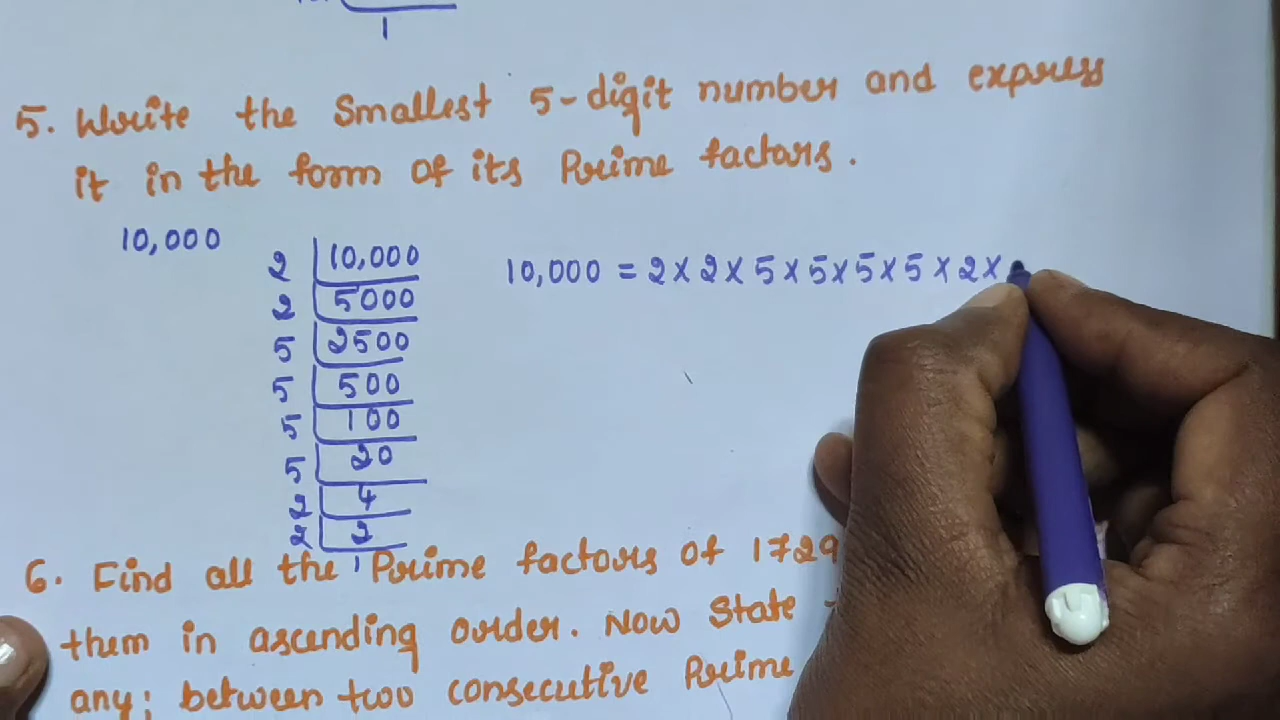 1
5. Write the Smallest 5-digit number and express
it in the form of its Prime factors.
10,000
2 10,000
2 5000
5 2500
5 500
5 100
5 20
2 4
2 2
1
10,000 = 2 × 2 × 5 × 5 × 5 × 5 × 2 ×
6. Find all the Prime factors of 1729
them in ascending order. Now State
any; between two consecutive Prime